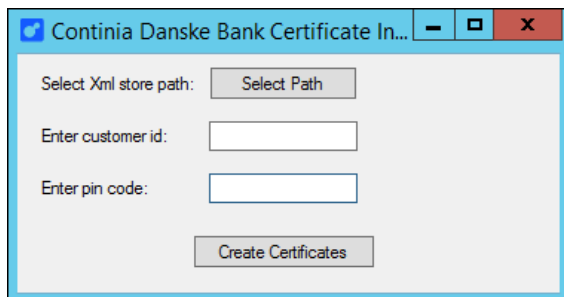 Continia Danske Bank Certificate In...
Select Xml store path: Select Path
Enter customer id:
Enter pin code:
Create Certificates